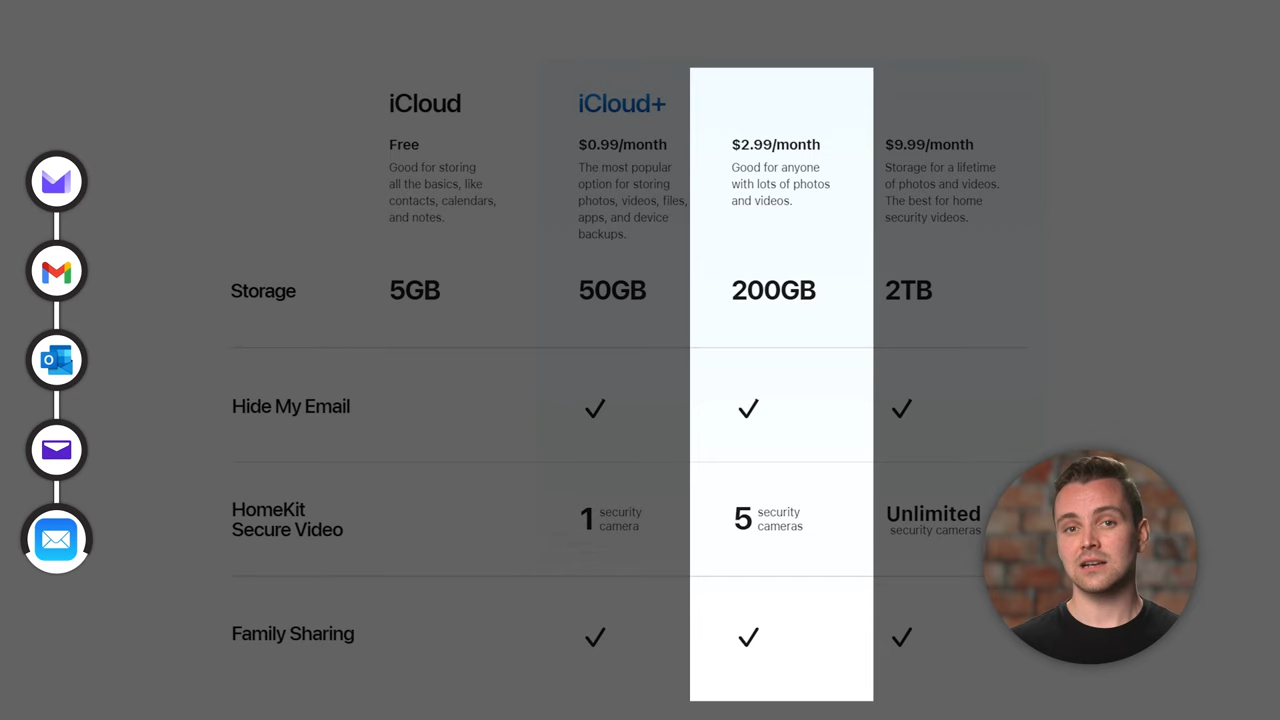 iCloud
iCloud+
Free
Good for storing
all the basics, like
contacts, calendars,
and notes.
$0.99/month
The most popular
option for storing
photos, videos, files,
apps, and device
backups.
$2.99/month
Good for anyone
with lots of photos
and videos.
$9.99/month
Storage for a lifetime
of photos and videos.
The best for home
security videos.
Storage
5GB
50GB
200GB
2TB
Hide My Email
HomeKit
Secure Video
1 security
camera
5 security
cameras
Unlimited
security cameras
Family Sharing
O